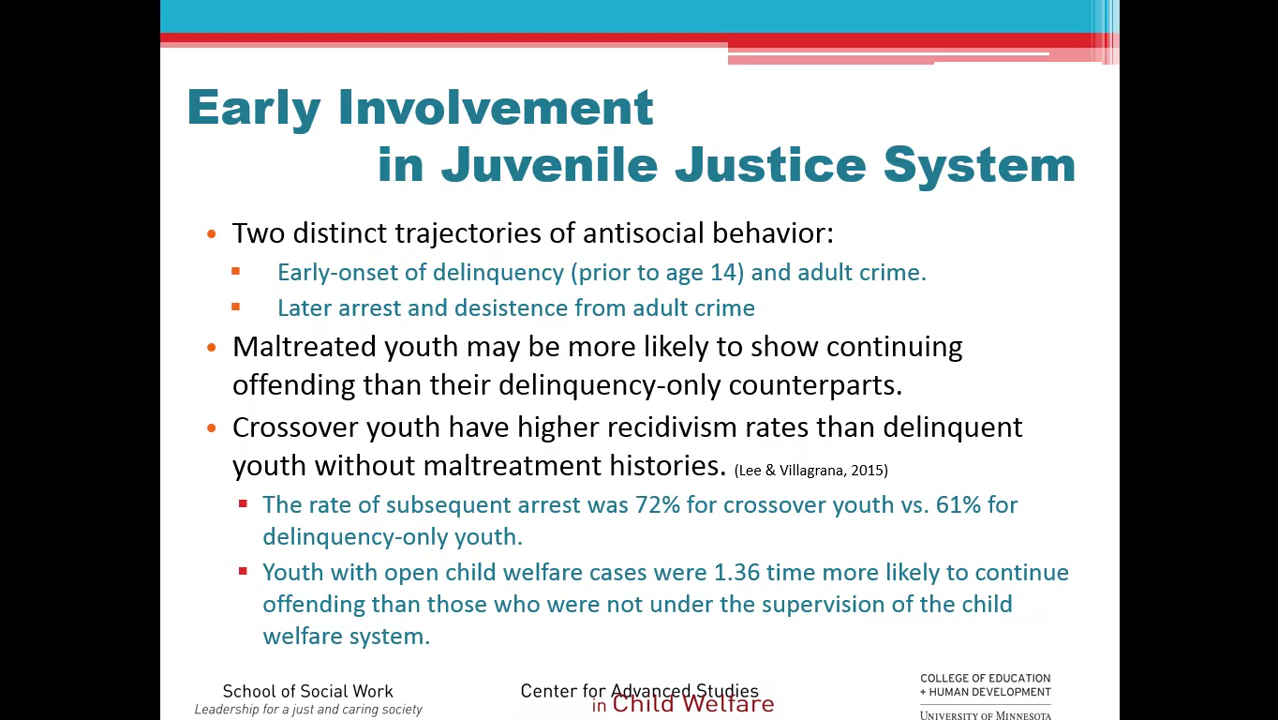 Early Involvement
in Juvenile Justice System
• Two distinct trajectories of antisocial behavior:
▪ Early-onset of delinquency (prior to age 14) and adult crime.
▪ Later arrest and desistence from adult crime
• Maltreated youth may be more likely to show continuing
offending than their delinquency-only counterparts.
• Crossover youth have higher recidivism rates than delinquent
youth without maltreatment histories. (Lee & Villagrana, 2015)
▪ The rate of subsequent arrest was 72% for crossover youth vs. 61% for
delinquency-only youth.
▪ Youth with open child welfare cases were 1.36 time more likely to continue
offending than those who were not under the supervision of the child
welfare system.
School of Social Work
Leadership for a just and caring society
Center for Advanced Studies
in Child Welfare
COLLEGE OF EDUCATION
+ HUMAN DEVELOPMENT
UNIVERSITY OF MINNESOTA